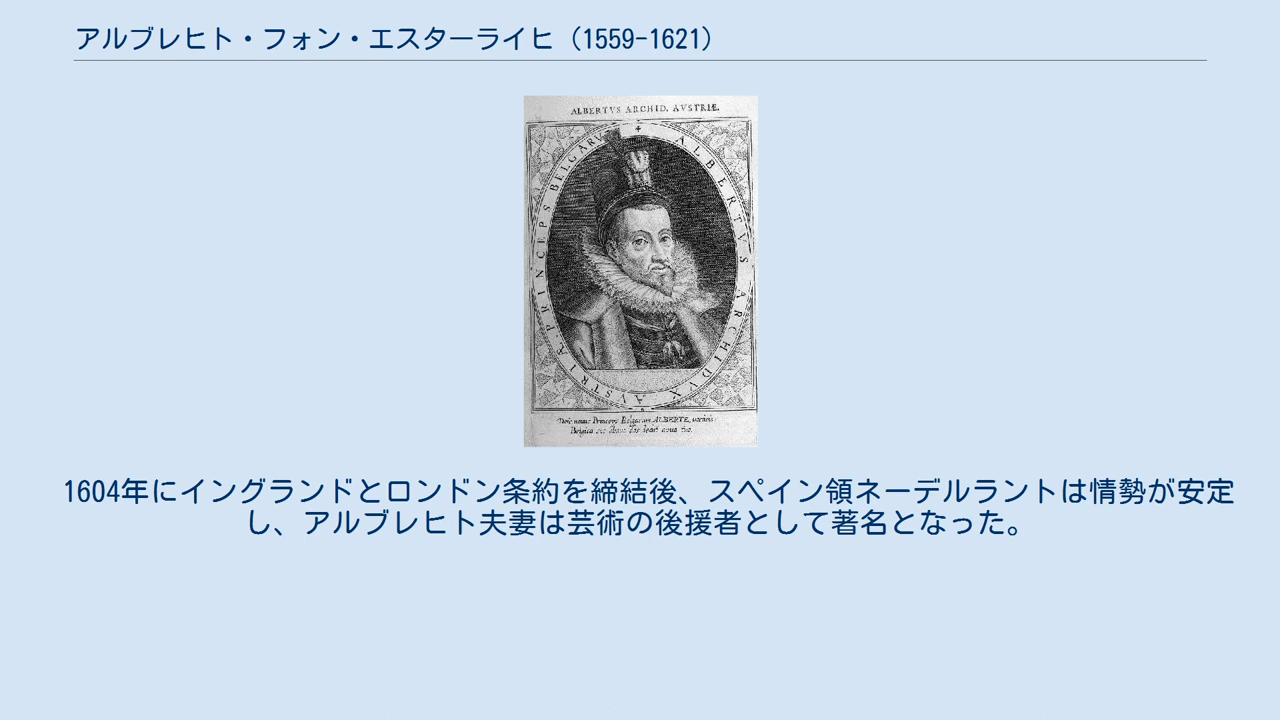 アルブレヒト・フォン・エスターライヒ（1559-1621）
ALBERTVS ARCHID. AVSTRIÆ.
ALBERTVS ARCHIDVX AVSTRIÆ. PRINCEPS BELGARV
1604年にイングランドとロンドン条約を締結後、スペイン領ネーデルラントは情勢が安定
し、アルブレヒト夫妻は芸術の後援者として著名となった。